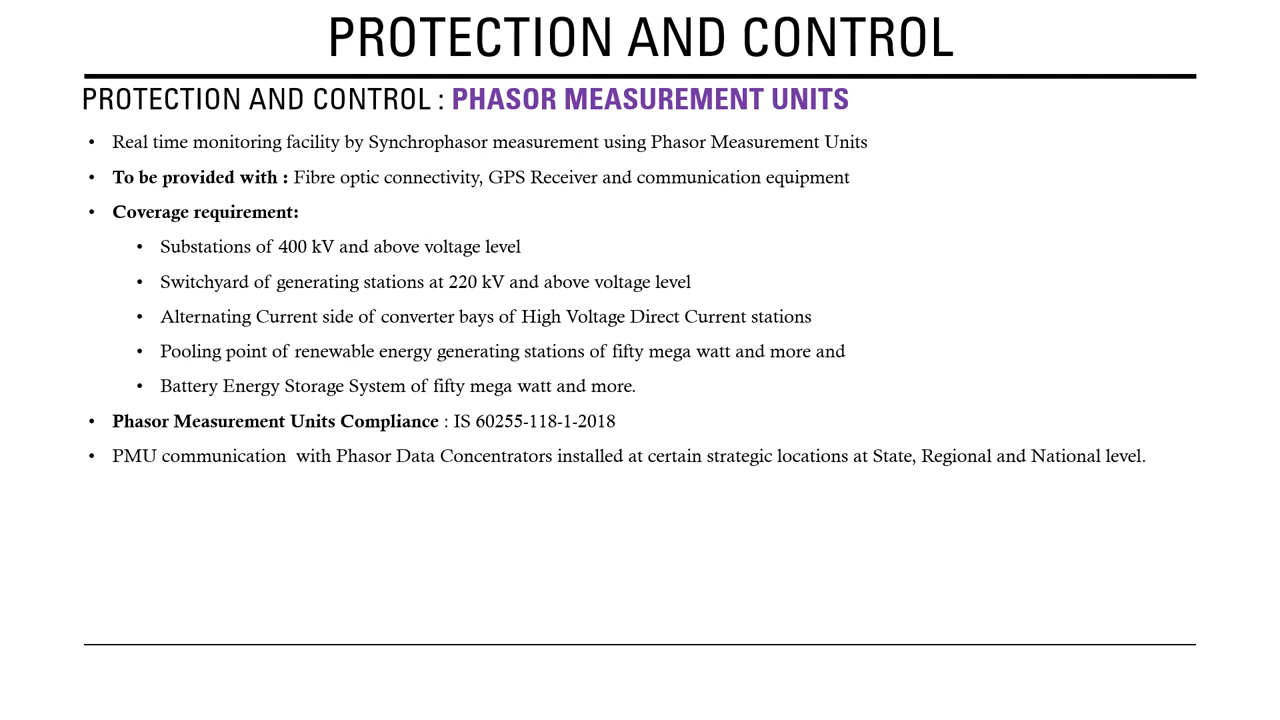 PROTECTION AND CONTROL
PROTECTION AND CONTROL : PHASOR MEASUREMENT UNITS
• Real time monitoring facility by Synchrophasor measurement using Phasor Measurement Units
• To be provided with : Fibre optic connectivity, GPS Receiver and communication equipment
• Coverage requirement:
• Substations of 400 kV and above voltage level
• Switchyard of generating stations at 220 kV and above voltage level
• Alternating Current side of converter bays of High Voltage Direct Current stations
• Pooling point of renewable energy generating stations of fifty mega watt and more and
• Battery Energy Storage System of fifty mega watt and more.
• Phasor Measurement Units Compliance : IS 60255-118-1-2018
• PMU communication  with Phasor Data Concentrators installed at certain strategic locations at State, Regional and National level.